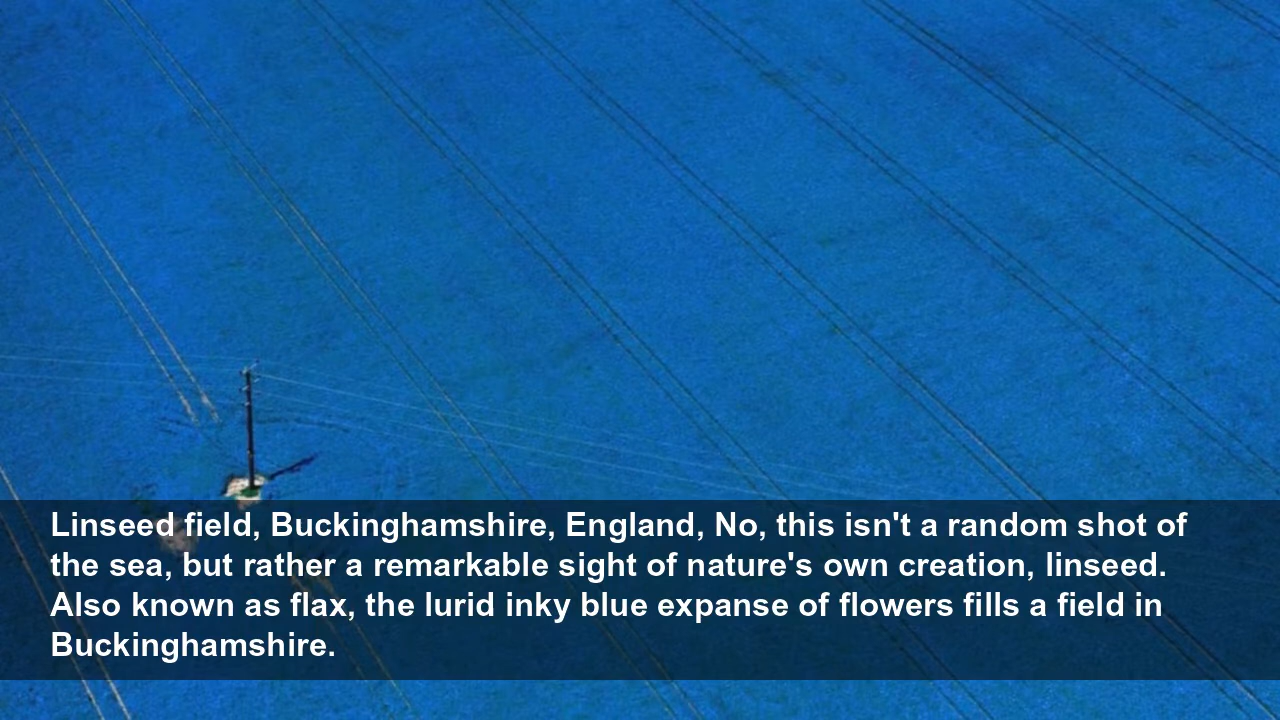 Linseed field, Buckinghamshire, England, No, this isn't a random shot of
the sea, but rather a remarkable sight of nature's own creation, linseed.
Also known as flax, the lurid inky blue expanse of flowers fills a field in
Buckinghamshire.